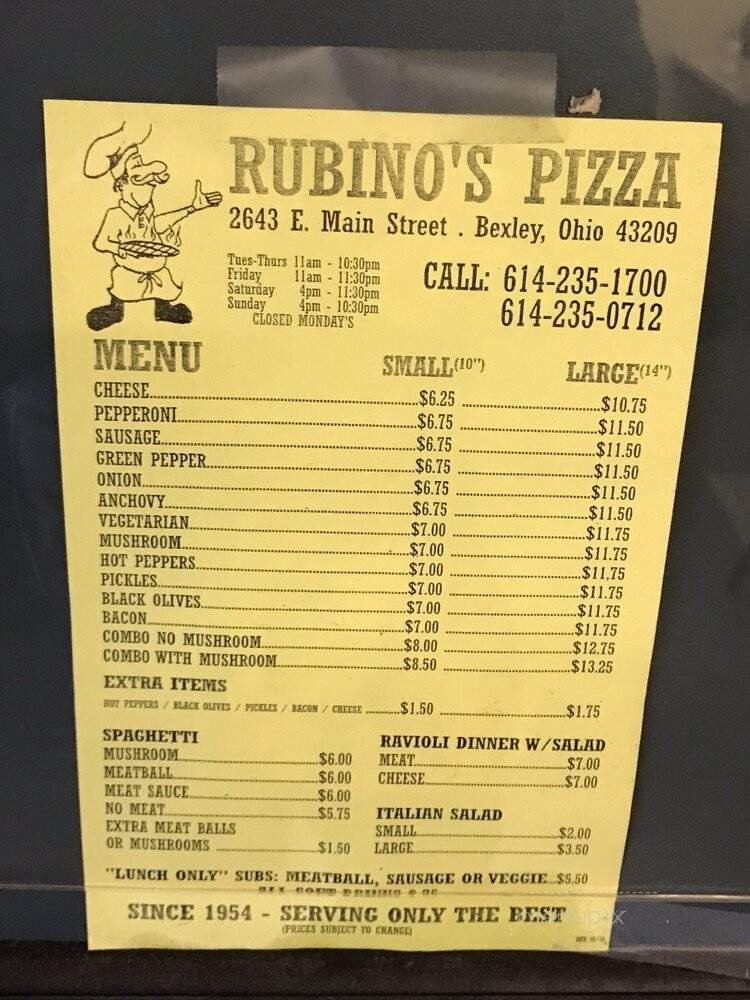 RUBINO'S PIZZA
2643 E. Main Street . Bexley, Ohio 43209
Tues-Thurs 11am - 10:30pm
Friday 11am - 11:30pm
Saturday 4pm - 11:30pm
Sunday 4pm - 10:30pm
CLOSED MONDAY'S
CALL: 614-235-1700
614-235-0712
MENU SMALL(10") LARGE(14")
CHEESE $6.25 $10.75
PEPPERONI $6.75 $11.50
SAUSAGE $6.75 $11.50
GREEN PEPPER $6.75 $11.50
ONION $6.75 $11.50
ANCHOVY $6.75 $11.50
VEGETARIAN $7.00 $11.75
MUSHROOM $7.00 $11.75
HOT PEPPERS $7.00 $11.75
PICKLES $7.00 $11.75
BLACK OLIVES $7.00 $11.75
BACON $7.00 $11.75
COMBO NO MUSHROOM $8.00 $12.75
COMBO WITH MUSHROOM $8.50 $13.25
EXTRA ITEMS
HOT PEPPERS / BLACK OLIVES / PICKLES / BACON / CHEESE $1.50 $1.75
SPAGHETTI
MUSHROOM $6.00
MEATBALL $6.00
MEAT SAUCE $6.00
NO MEAT $5.75
EXTRA MEAT BALLS
OR MUSHROOMS $1.50
RAVIOLI DINNER W/SALAD
MEAT $7.00
CHEESE $7.00
ITALIAN SALAD
SMALL $2.00
LARGE $3.50
"LUNCH ONLY" SUBS: MEATBALL, SAUSAGE OR VEGGIE $5.50
SINCE 1954 - SERVING ONLY THE BEST
(PRICES SUBJECT TO CHANGE)